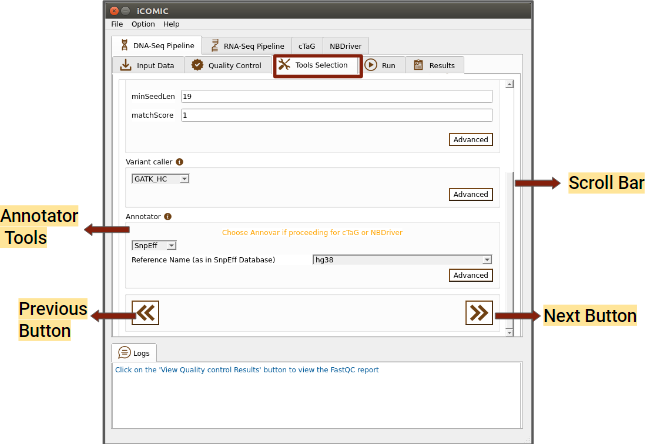 iCOMIC
File Option Help
DNA-Seq Pipeline RNA-Seq Pipeline cTaG NBDriver
Input Data Quality Control Tools Selection Run Results
minSeedLen 19
matchScore 1
Advanced
Variant caller
GATK_HC
Advanced
Scroll Bar
Annotator
Annotator
Tools
Choose Annovar if proceeding for cTaG or NBDriver
SnpEff
Reference Name (as in SnpEff Database) hg38
Advanced
Previous
Button
Next Button
Logs
Click on the 'View Quality control Results' button to view the FastQC report